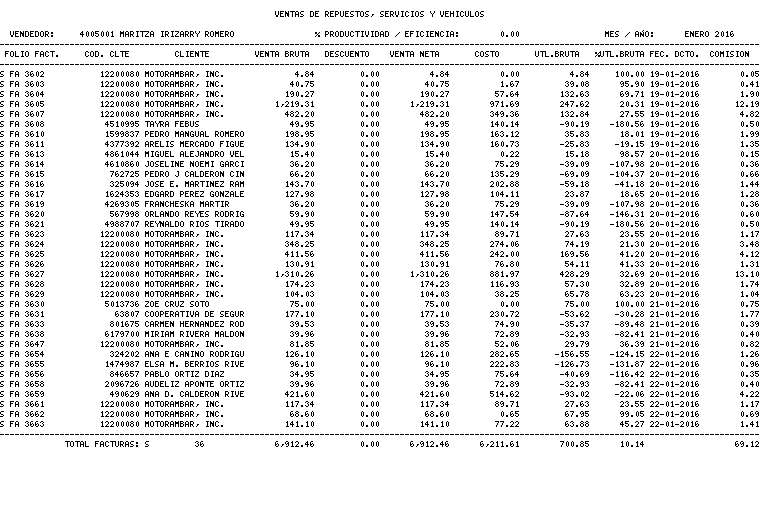 VENTAS DE REPUESTOS, SERVICIOS Y VEHICULOS
VENDEDOR: 4005001 MARITZA IRIZARRY ROMERO % PRODUCTIVIDAD / EFICIENCIA: 0.00 MES / AÑO: ENERO 2016
FOLIO FACT. COD. CLTE CLIENTE VENTA BRUTA DESCUENTO VENTA NETA COSTO UTL.BRUTA %UTL.BRUTA FEC. DCTO. COMISION
S FA 3602 12200080 MOTORAMBAR, INC. 4.84 0.00 4.84 0.00 4.84 100.00 19-01-2016 0.05
S FA 3603 12200080 MOTORAMBAR, INC. 40.75 0.00 40.75 1.67 39.08 95.90 19-01-2016 0.41
S FA 3604 12200080 MOTORAMBAR, INC. 190.27 0.00 190.27 57.64 132.63 69.71 19-01-2016 1.90
S FA 3605 12200080 MOTORAMBAR, INC. 1,219.31 0.00 1,219.31 971.69 247.62 20.31 19-01-2016 12.19
S FA 3607 12200080 MOTORAMBAR, INC. 482.20 0.00 482.20 349.36 132.84 27.55 19-01-2016 4.82
S FA 3608 4510995 TAYRA FEBUS 49.95 0.00 49.95 140.14 -90.19 -180.56 19-01-2016 0.50
S FA 3610 1599837 PEDRO MANGUAL ROMERO 198.95 0.00 198.95 163.12 35.83 18.01 19-01-2016 1.99
S FA 3611 4377392 ARELIS MERCADO FIGUE 134.90 0.00 134.90 160.73 -25.83 -19.15 19-01-2016 1.35
S FA 3613 4861044 MIGUEL ALEJANDRO VEL 15.40 0.00 15.40 0.22 15.18 98.57 20-01-2016 0.15
S FA 3614 4610860 JOSELINE NOEMI GARCI 36.20 0.00 36.20 75.29 -39.09 -107.98 20-01-2016 0.36
S FA 3615 762725 PEDRO J CALDERON CIN 66.20 0.00 66.20 135.29 -69.09 -104.37 20-01-2016 0.66
S FA 3616 325094 JOSE E. MARTINEZ RAM 143.70 0.00 143.70 202.88 -59.18 -41.18 20-01-2016 1.44
S FA 3617 1624353 EDGARD PEREZ GONZALE 127.98 0.00 127.98 104.11 23.87 18.65 20-01-2016 1.28
S FA 3619 4269305 FRANCHESKA MARTIR 36.20 0.00 36.20 75.29 -39.09 -107.98 20-01-2016 0.36
S FA 3620 567998 ORLANDO REYES RODRIG 59.90 0.00 59.90 147.54 -87.64 -146.31 20-01-2016 0.60
S FA 3621 4988707 REYNALDO RIOS TIRADO 49.95 0.00 49.95 140.14 -90.19 -180.56 20-01-2016 0.50
S FA 3623 12200080 MOTORAMBAR, INC. 117.34 0.00 117.34 89.71 27.63 23.55 20-01-2016 1.17
S FA 3624 12200080 MOTORAMBAR, INC. 348.25 0.00 348.25 274.06 74.19 21.30 20-01-2016 3.48
S FA 3625 12200080 MOTORAMBAR, INC. 411.56 0.00 411.56 242.00 169.56 41.20 20-01-2016 4.12
S FA 3626 12200080 MOTORAMBAR, INC. 130.91 0.00 130.91 76.80 54.11 41.33 20-01-2016 1.31
S FA 3627 12200080 MOTORAMBAR, INC. 1,310.26 0.00 1,310.26 881.97 428.29 32.69 20-01-2016 13.10
S FA 3628 12200080 MOTORAMBAR, INC. 174.23 0.00 174.23 116.93 57.30 32.89 20-01-2016 1.74
S FA 3629 12200080 MOTORAMBAR, INC. 104.03 0.00 104.03 38.25 65.78 63.23 20-01-2016 1.04
S FA 3630 5013736 ZOE CRUZ SOTO 75.00 0.00 75.00 0.00 75.00 100.00 21-01-2016 0.75
S FA 3631 63807 COOPERATIVA DE SEGUR 177.10 0.00 177.10 230.72 -53.62 -30.28 21-01-2016 1.77
S FA 3633 801675 CARMEN HERNANDEZ ROD 39.53 0.00 39.53 74.90 -35.37 -89.48 21-01-2016 0.39
S FA 3638 6179700 MIRIAM RIVERA MALDON 39.96 0.00 39.96 72.89 -32.93 -82.41 21-01-2016 0.40
S FA 3647 12200080 MOTORAMBAR, INC. 81.85 0.00 81.85 52.06 29.79 36.39 21-01-2016 0.82
S FA 3654 324202 ANA E CANINO RODRIGU 126.10 0.00 126.10 282.65 -156.55 -124.15 22-01-2016 1.26
S FA 3655 1474987 ELSA M. BERRIOS RIVE 96.10 0.00 96.10 222.83 -126.73 -131.87 22-01-2016 0.96
S FA 3656 846657 PABLO ORTIZ DIAZ 34.95 0.00 34.95 75.64 -40.69 -116.42 22-01-2016 0.35
S FA 3658 2096726 AUDELIZ APONTE ORTIZ 39.96 0.00 39.96 72.89 -32.93 -82.41 22-01-2016 0.40
S FA 3659 490629 ANA D. CALDERON RIVE 421.60 0.00 421.60 514.62 -93.02 -22.06 22-01-2016 4.22
S FA 3661 12200080 MOTORAMBAR, INC. 117.34 0.00 117.34 89.71 27.63 23.55 22-01-2016 1.17
S FA 3662 12200080 MOTORAMBAR, INC. 68.60 0.00 68.60 0.65 67.95 99.05 22-01-2016 0.69
S FA 3663 12200080 MOTORAMBAR, INC. 141.10 0.00 141.10 77.22 63.88 45.27 22-01-2016 1.41
TOTAL FACTURAS: S 36 6,912.46 0.00 6,912.46 6,211.61 700.85 10.14 69.12